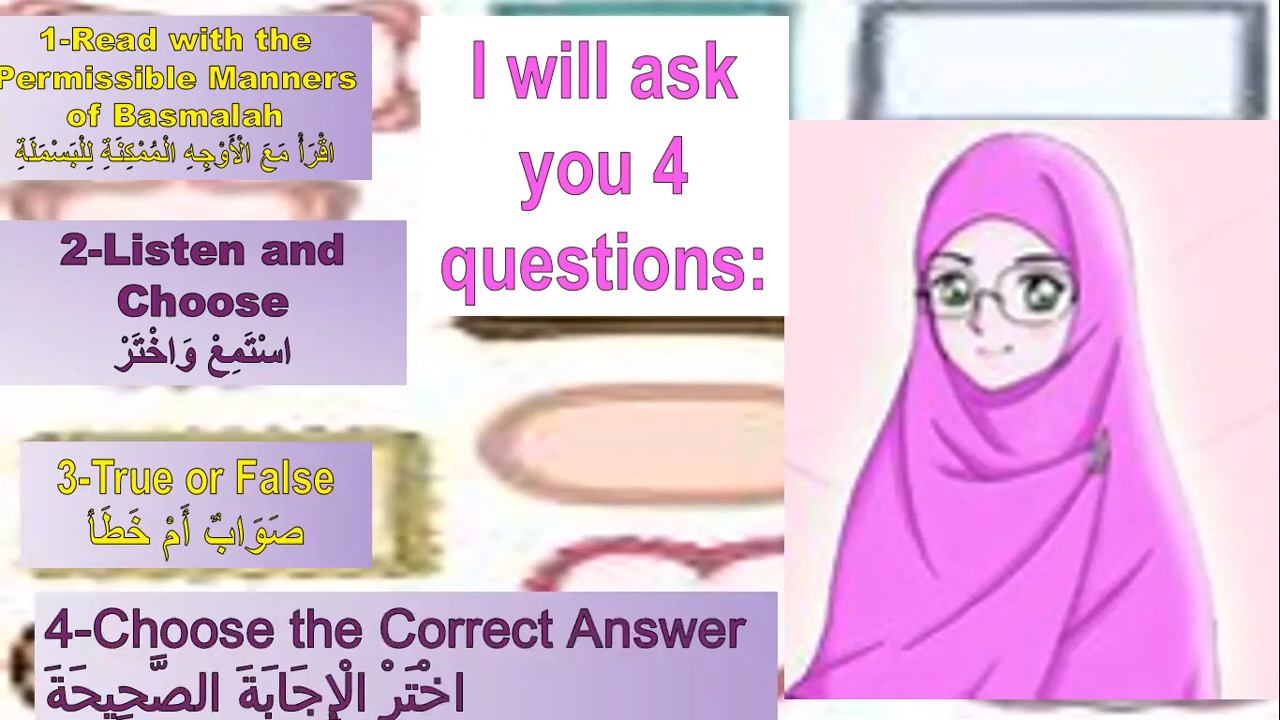 1-Read with the
Permissible Manners
of Basmalah
اقْرَأْ مَعَ الْأَوْجِهِ الْمُمْكِنَةِ لِلْبَسْمَلَةِ
I will ask
you 4
questions:
2-Listen and
Choose
اسْتَمِعْ وَاخْتَرْ
3-True or False
صَوَابٌ أَمْ خَطَأٌ
4-Choose the Correct Answer
اخْتَرْ الْإِجَابَةَ الصَّحِيحَةَ